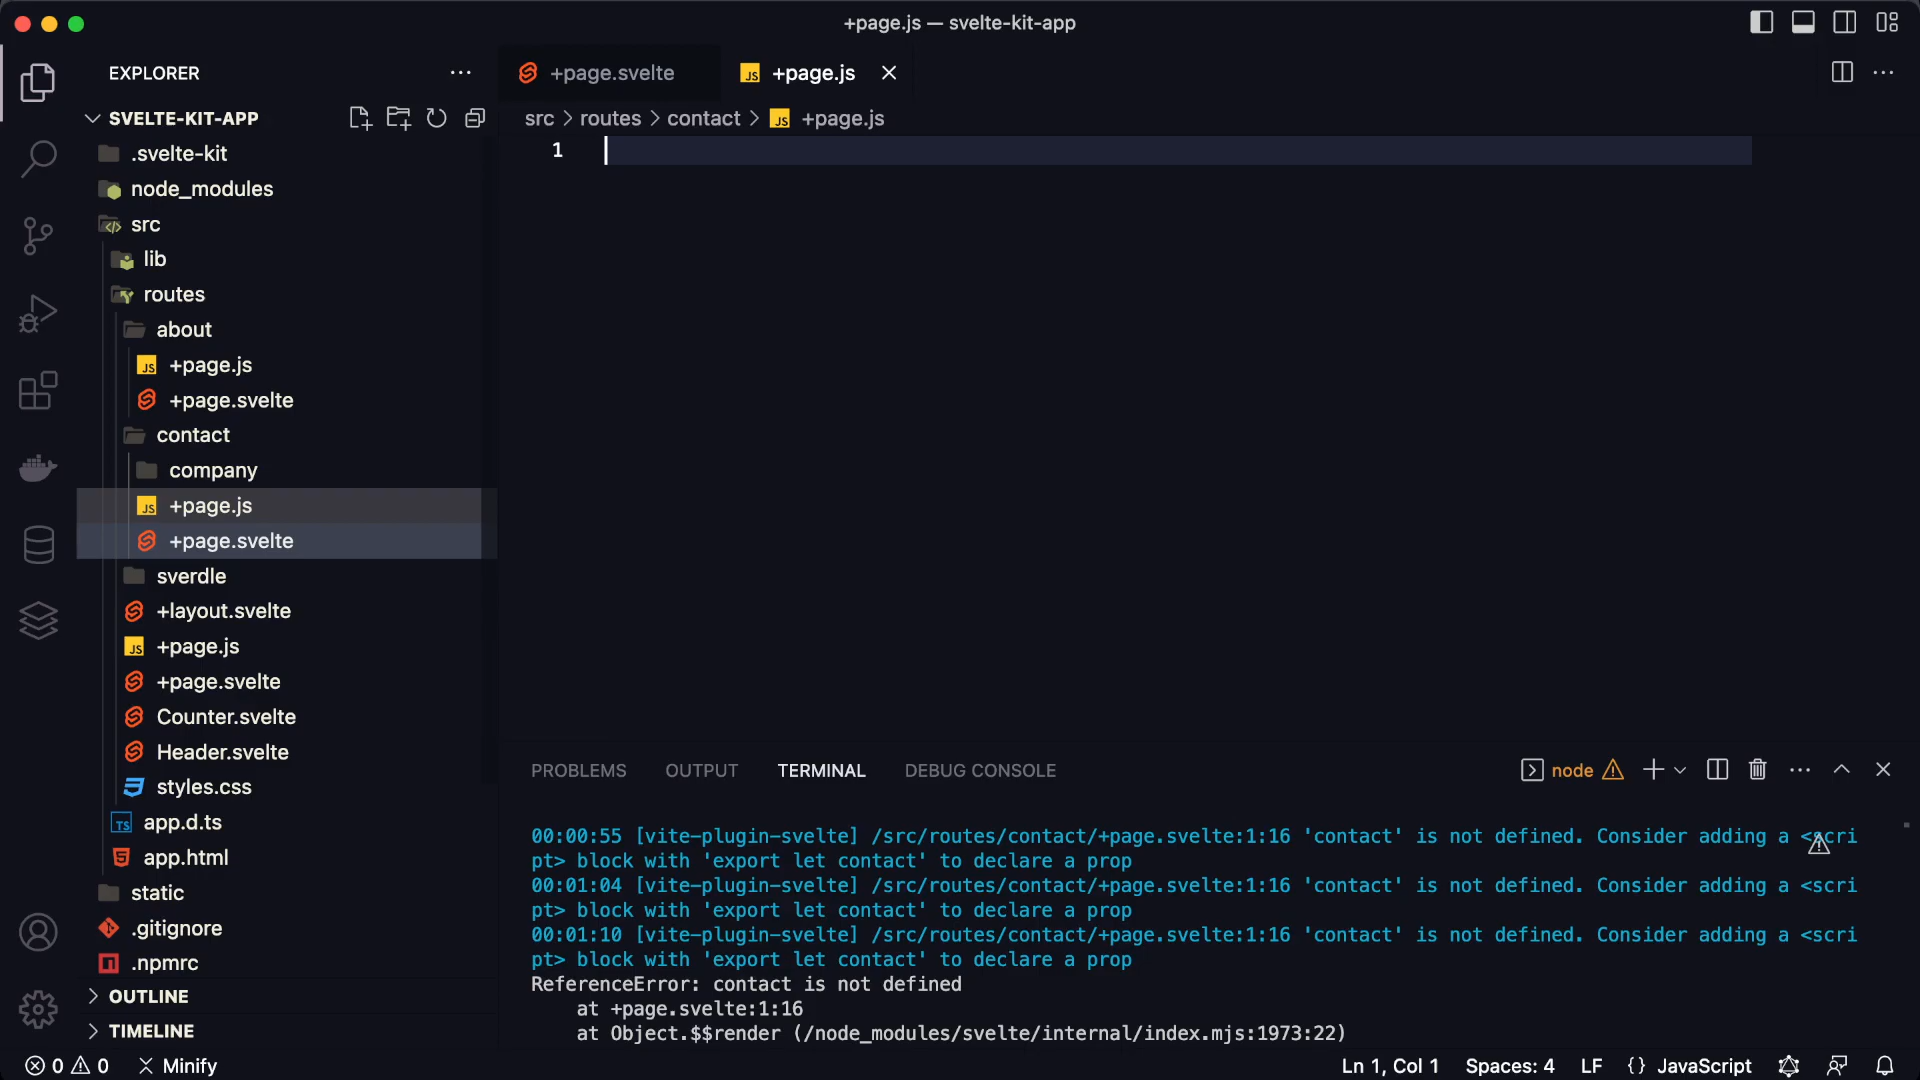 +page.js — svelte-kit-app
EXPLORER
SVELTE-KIT-APP
.svelte-kit
node_modules
src
lib
routes
about
JS +page.js
+page.svelte
contact
company
JS +page.js
+page.svelte
sverdle
+layout.svelte
JS +page.js
+page.svelte
Counter.svelte
Header.svelte
styles.css
TS app.d.ts
app.html
static
.gitignore
.npmrc
OUTLINE
TIMELINE
+page.svelte
JS +page.js
src > routes > contact > JS +page.js
1
PROBLEMS OUTPUT TERMINAL DEBUG CONSOLE
node
00:00:55 [vite-plugin-svelte] /src/routes/contact/+page.svelte:1:16 'contact' is not defined. Consider adding a <scri
pt> block with 'export let contact' to declare a prop
00:01:04 [vite-plugin-svelte] /src/routes/contact/+page.svelte:1:16 'contact' is not defined. Consider adding a <scri
pt> block with 'export let contact' to declare a prop
00:01:10 [vite-plugin-svelte] /src/routes/contact/+page.svelte:1:16 'contact' is not defined. Consider adding a <scri
pt> block with 'export let contact' to declare a prop
ReferenceError: contact is not defined
at +page.svelte:1:16
at Object.$$render (/node_modules/svelte/internal/index.mjs:1973:22)
0 0 Minify
Ln 1, Col 1 Spaces: 4 LF {} JavaScript